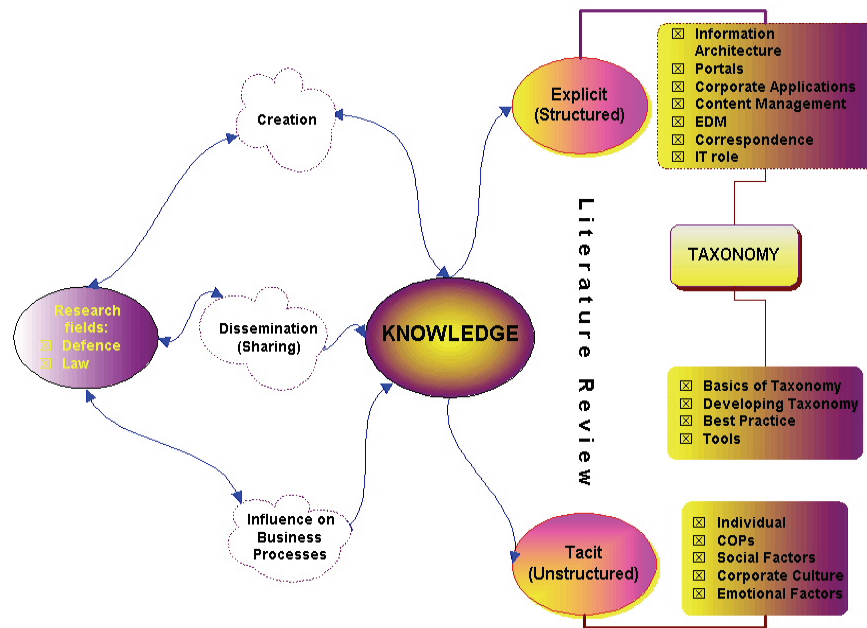 Creation
Research
fields:
☒ Defence
☒ Law
Dissemination
(Sharing)
Influence on
Business
Processes
KNOWLEDGE
Explicit
(Structured)
Literature Review
Tacit
(Unstructured)
☒ Information
Architecture
☒ Portals
☒ Corporate Applications
☒ Content Management
☒ EDM
☒ Correspondence
☒ IT role
TAXONOMY
☒ Basics of Taxonomy
☒ Developing Taxonomy
☒ Best Practice
☒ Tools
☒ Individual
☒ COPs
☒ Social Factors
☒ Corporate Culture
☒ Emotional Factors